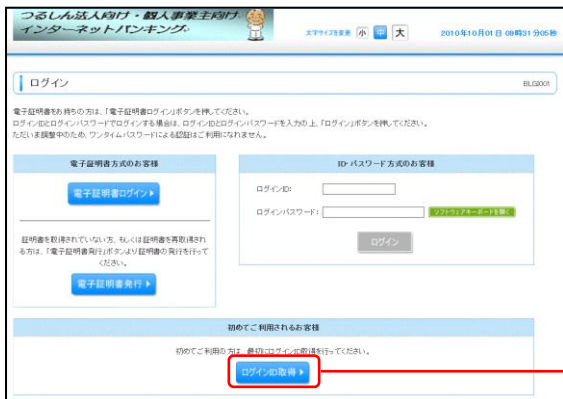 つるしん法人向け・個人事業主向け
インターネットバンキング
文字サイズ変更 小 中 大
2010年10月01日 09時31分05秒
ログイン
BLGI001
電子証明書をお持ちの方は、「電子証明書ログイン」ボタンを押してください。
ログインIDとログインパスワードでログインする場合は、ログインIDとログインパスワードを入力の上、「ログイン」ボタンを押してください。
ただいま調整中のため、ワンタイムパスワードによる認証はご利用になれません。
電子証明書方式のお客様
電子証明書ログイン
証明書を取得されていない方、もしくは証明書を再取得され
る方は、「電子証明書発行」ボタンより証明書の発行を行って
ください。
電子証明書発行
ID・パスワード方式のお客様
ログインID:
ログインパスワード:
ソフトウェアキーボードを開く
ログイン
初めてご利用されるお客様
初めてご利用の方は、最初にログインID取得を行ってください。
ログインID取得